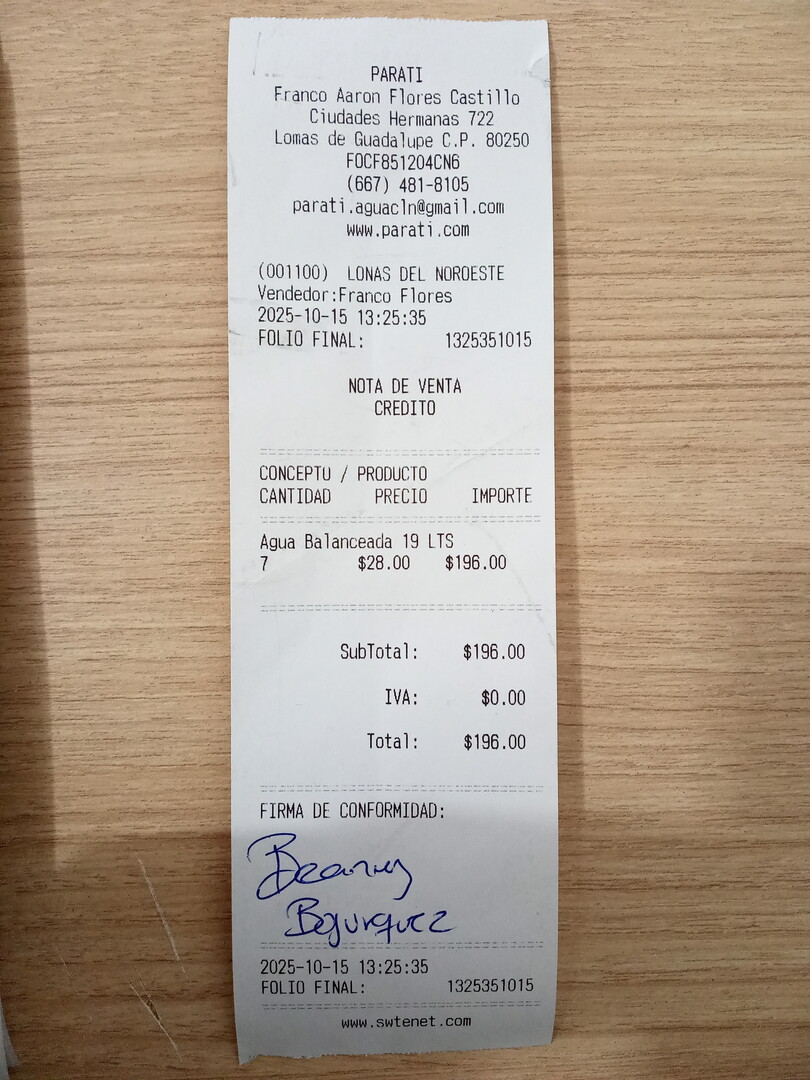 PARATI
Franco Aaron Flores Castillo
Ciudades Hermanas 722
Lomas de Guadalupe C.P. 80250
FOCF851204CN6
(667) 481-8105
parati.aguacln@gmail.com
www.parati.com
(001100) LONAS DEL NOROESTE
Vendedor:Franco Flores
2025-10-15 13:25:35
FOLIO FINAL: 1325351015
NOTA DE VENTA
CREDITO
CONCEPTO / PRODUCTO
CANTIDAD PRECIO IMPORTE
Agua Balanceada 19 LTS
7 $28.00 $196.00
SubTotal: $196.00
IVA: $0.00
Total: $196.00
FIRMA DE CONFORMIDAD:
2025-10-15 13:25:35
FOLIO FINAL: 1325351015
www.swtenet.com